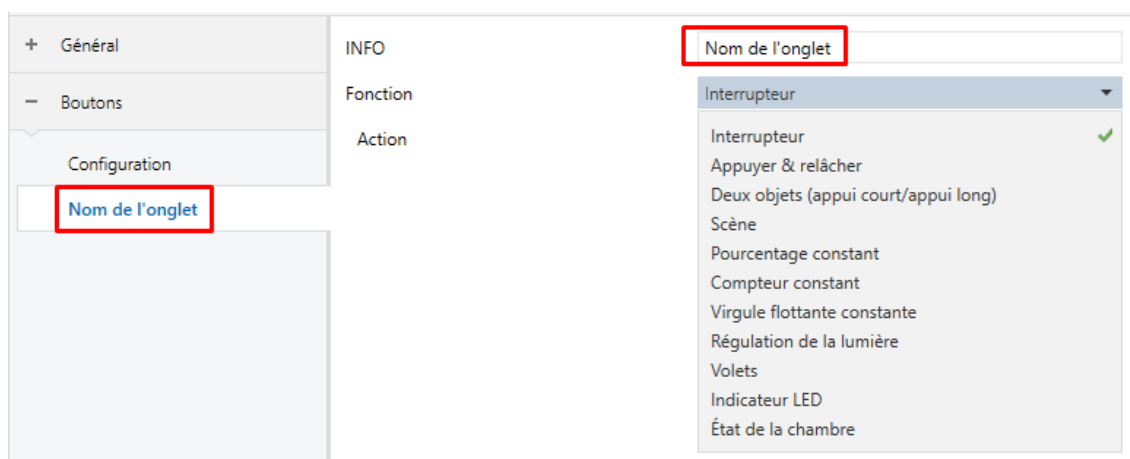 + Général
− Boutons
Configuration
Nom de l'onglet
INFO
Nom de l'onglet
Fonction
Interrupteur
Action
Interrupteur
Appuyer & relâcher
Deux objets (appui court/appui long)
Scène
Pourcentage constant
Compteur constant
Virgule flottante constante
Régulation de la lumière
Volets
Indicateur LED
État de la chambre